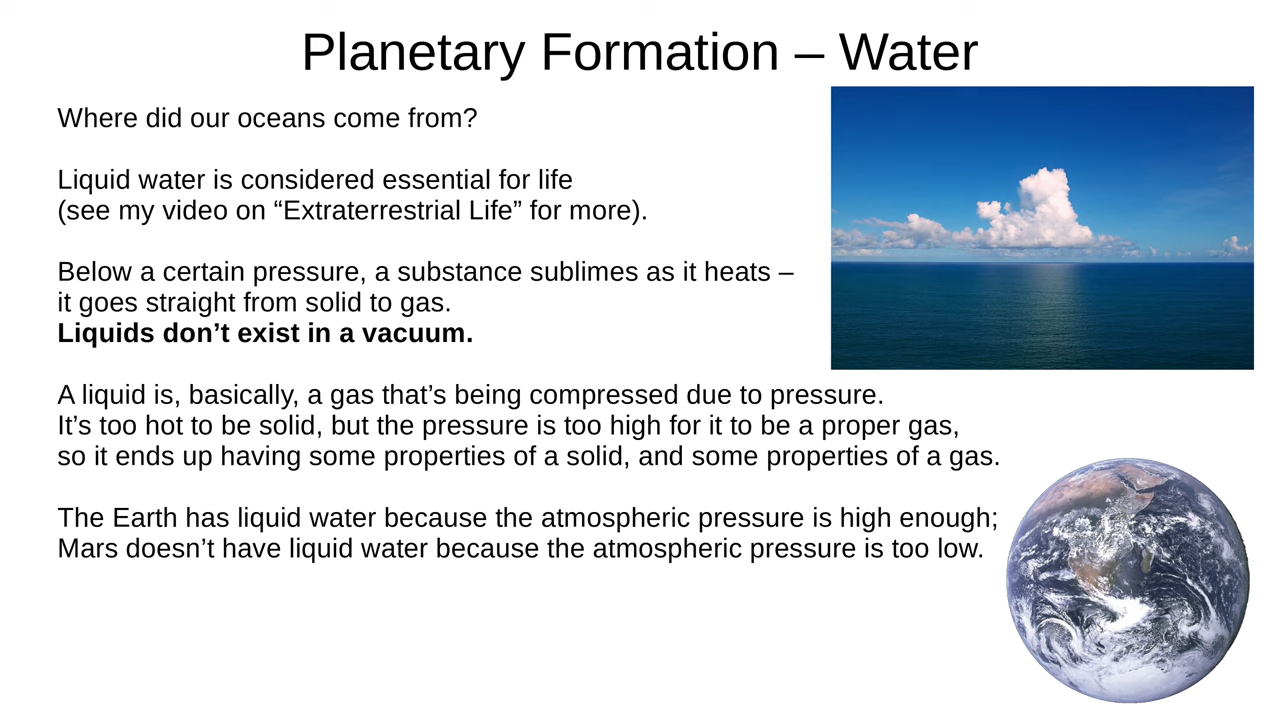 Planetary Formation – Water
Where did our oceans come from?
Liquid water is considered essential for life
(see my video on “Extraterrestrial Life” for more).
Below a certain pressure, a substance sublimes as it heats –
it goes straight from solid to gas.
Liquids don’t exist in a vacuum.
A liquid is, basically, a gas that’s being compressed due to pressure.
It’s too hot to be solid, but the pressure is too high for it to be a proper gas,
so it ends up having some properties of a solid, and some properties of a gas.
The Earth has liquid water because the atmospheric pressure is high enough;
Mars doesn’t have liquid water because the atmospheric pressure is too low.